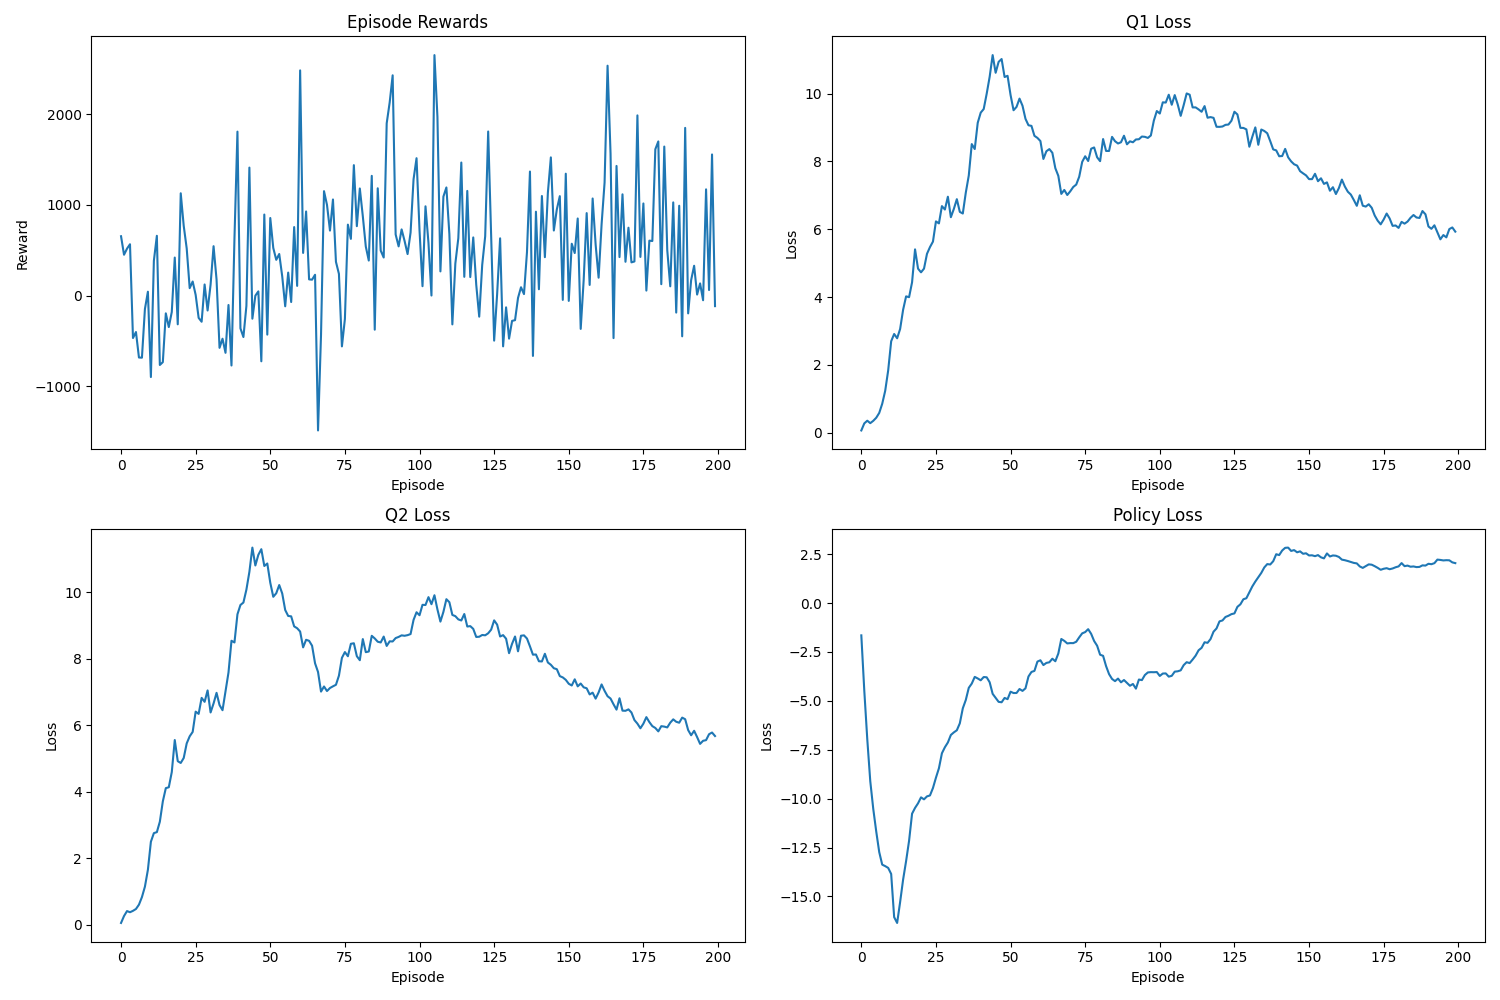 Episode Rewards
Reward
2000
1000
0
−1000
0 25 50 75 100 125 150 175 200
Episode
Q1 Loss
Loss
10
8
6
4
2
0
0 25 50 75 100 125 150 175 200
Episode
Q2 Loss
Loss
10
8
6
4
2
0
0 25 50 75 100 125 150 175 200
Episode
Policy Loss
Loss
2.5
0.0
−2.5
−5.0
−7.5
−10.0
−12.5
−15.0
0 25 50 75 100 125 150 175 200
Episode